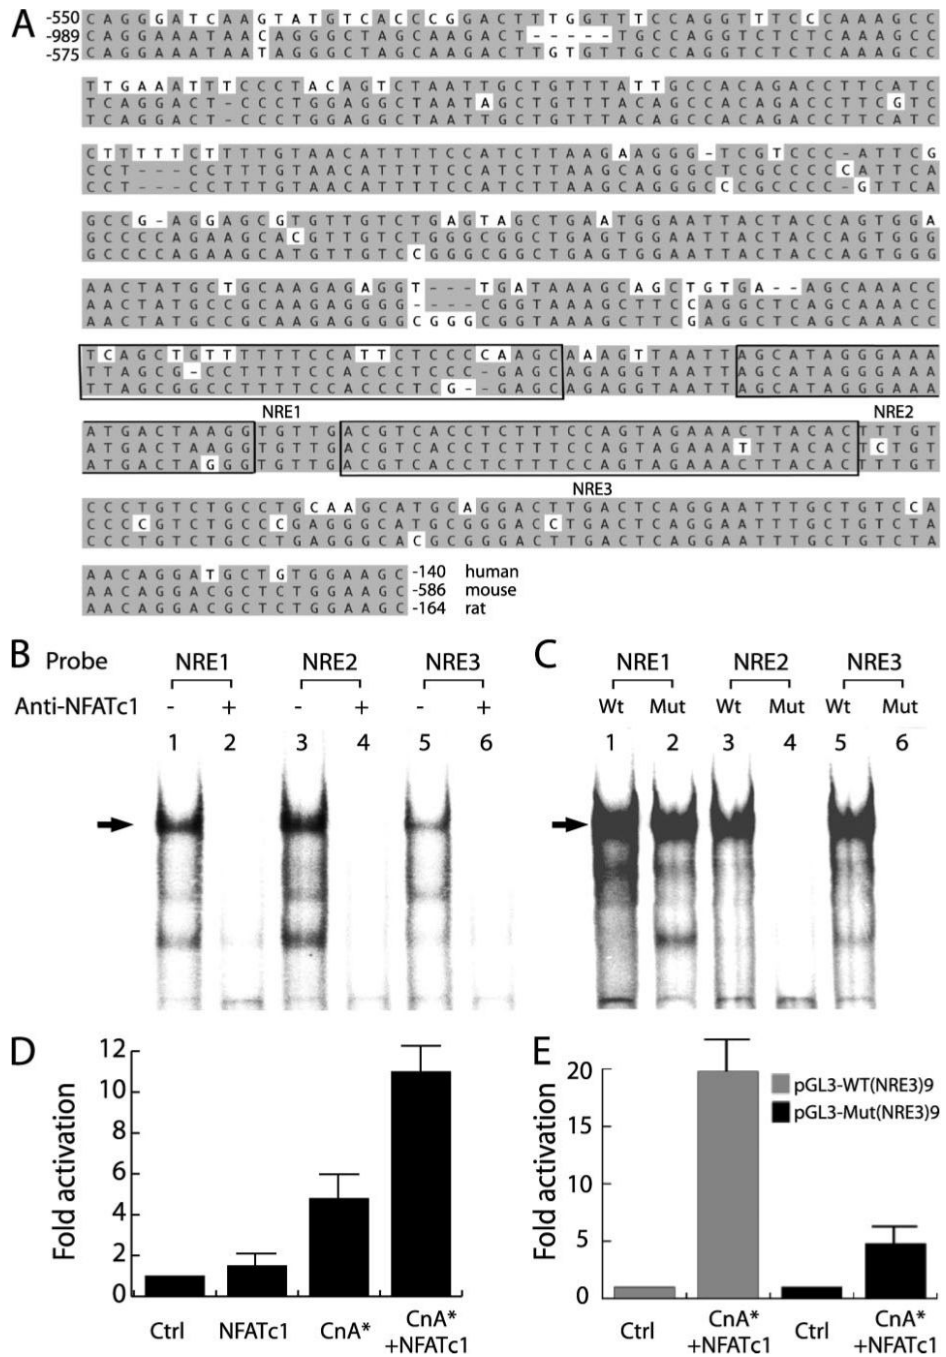 A
-550 CAGGGATCAAGTATGTCACCCGGACTTTGGTTTCCAGGTTTCCCAAAGCC
-989 CAGGAAATAACAGGGCTAGCAAGACT-----TGCCAGGTCTCTCAAAGCC
-575 CAGGAAATAATAGGGCTAGCAAGACTTGTGTTGCCAGGTCTCTCAAAGCC
TTGAAATTTCCCTACAGTCTAATTGCTGTTTATTGCCACAGACCTTCATC
TCAGGACT-CCCTGGAGGCTAATAGCTGTTTACAGCCACAGACCTTCGTC
TCAGGACT-CCCTGGAGGCTAATTGCTGTTTACAGCCACAGACCTTCATC
CTTTTTCTTTTGTAACATTTTCCATCTTAAGAAGGG-TCGTCCC-ATTCG
CCT---CCTTTGTAACATTTTCCATCTTAAGCAGGGCTCGCCCCCATTCA
CCT---CCTTTGTAACATTTTCCATCTTAAGCAGGGCCCGCCCC-GTTCA
GCCG-AGGAGCGTGTTGTCTGAGTAGCTGAATGGAATTACTACCAGTGGA
GCCCCAGAAGCACGTTGTCTGGGCGGCTGAGTGGAATTACTACCAGTGGG
GCCCCAGAAGCATGTTGTCCGGGCGGCTGAGTGGAATTACTACCAGTGGG
AACTATGCTGCAAGAGAGGT---TGATAAAGCAGCTGTGA--AGCAAACC
AACTATGCCGCAAGAGGGG----CGGTAAAGCTTCCAGGCTCAGCAAACC
AACTATGCCGCAAGAGGGGCGGGCGGTAAAGCTTCGAGGCTCAGCAAACC
TCAGCTGTTTTTTCCATTCTCCCCAAGCAAAGTTAATTAGCATAGGGAAA
TTAGCG-CCTTTTCCACCCTCCC-GAGCAGAGGTAATTAGCATAGGGAAA
TTAGCGGCCTTTTCCACCCTCG--GAGCAGAGGTAATTAGCATAGGGAAA
NRE1 NRE2
ATGACTAAGGTGTTGACGTCACCTCTTTCCAGTAGAAACTTACACTTTGT
ATGACTAAGGTGTTGACGTCACCTCTTTCCAGTAGAAATTTACACTCTGT
ATGACTAGGGTGTTGACGTCACCTCTTTCCAGTAGAAACTTACACTTTGT
NRE3
CCCTGTCTGCCTGCAAGCATGCAGGACTTGACTCAGGAATTTGCTGTCCA
CCCCGTCTGCCCGAGGGCATGCGGGACCTGACTCAGGAATTTGCTGTCTA
CCCTGTCTGCCTGAGGGCACGCGGGACTTGACTCAGGAATTTGCTGTCTA
AACAGGATGCTGTGGAAGC -140 human
AACAGGACGCTCTGGAAGC -586 mouse
AACAGGACGCTCTGGAAGC -164 rat
B Probe NRE1 NRE2 NRE3
Anti-NFATc1 - + - + - +
1 2 3 4 5 6
C NRE1 NRE2 NRE3
Wt Mut Wt Mut Wt Mut
1 2 3 4 5 6
D
Fold activation
12
10
8
6
4
2
0
Ctrl NFATc1 CnA* CnA*
+NFATc1
E
Fold activation
20
15
10
5
0
pGL3-WT(NRE3)9
pGL3-Mut(NRE3)9
Ctrl CnA* Ctrl CnA*
+NFATc1 +NFATc1